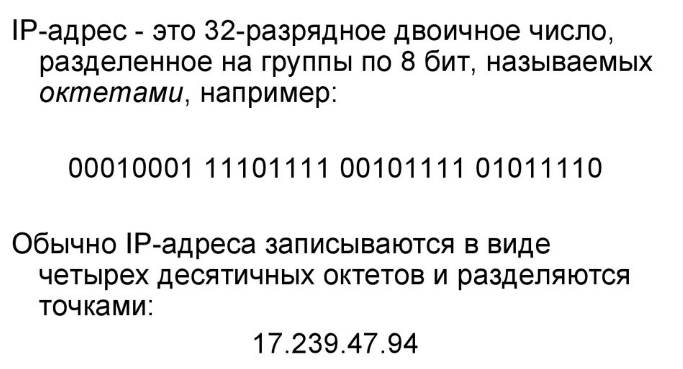 IP-адрес - это 32-разрядное двоичное число,
разделенное на группы по 8 бит, называемых
октетами, например:
00010001 11101111 00101111 01011110
Обычно IP-адреса записываются в виде
четырех десятичных октетов и разделяются
точками:
17.239.47.94